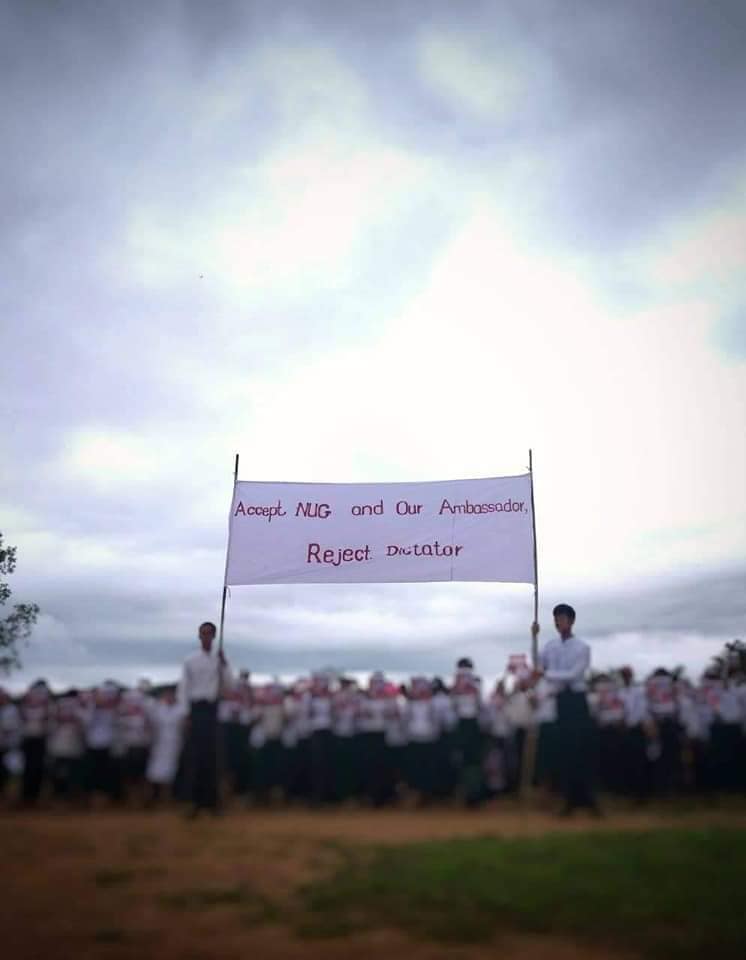 Accept NUG and Our Ambassador,
Reject Dictator